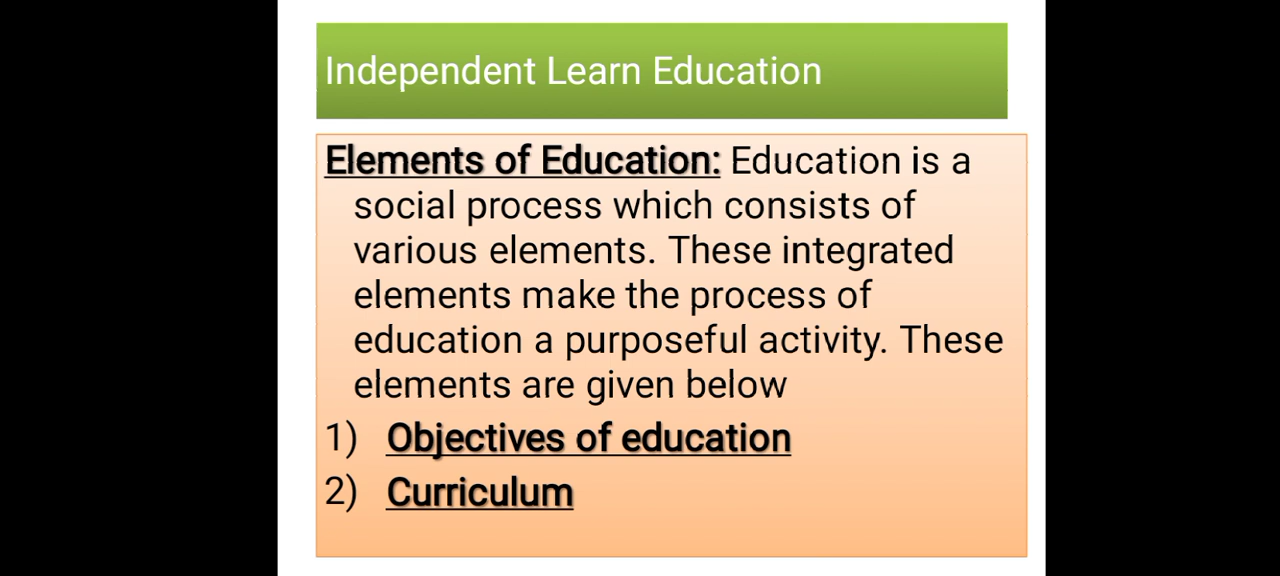 Independent Learn Education
Elements of Education: Education is a
social process which consists of
various elements. These integrated
elements make the process of
education a purposeful activity. These
elements are given below
1) Objectives of education
2) Curriculum